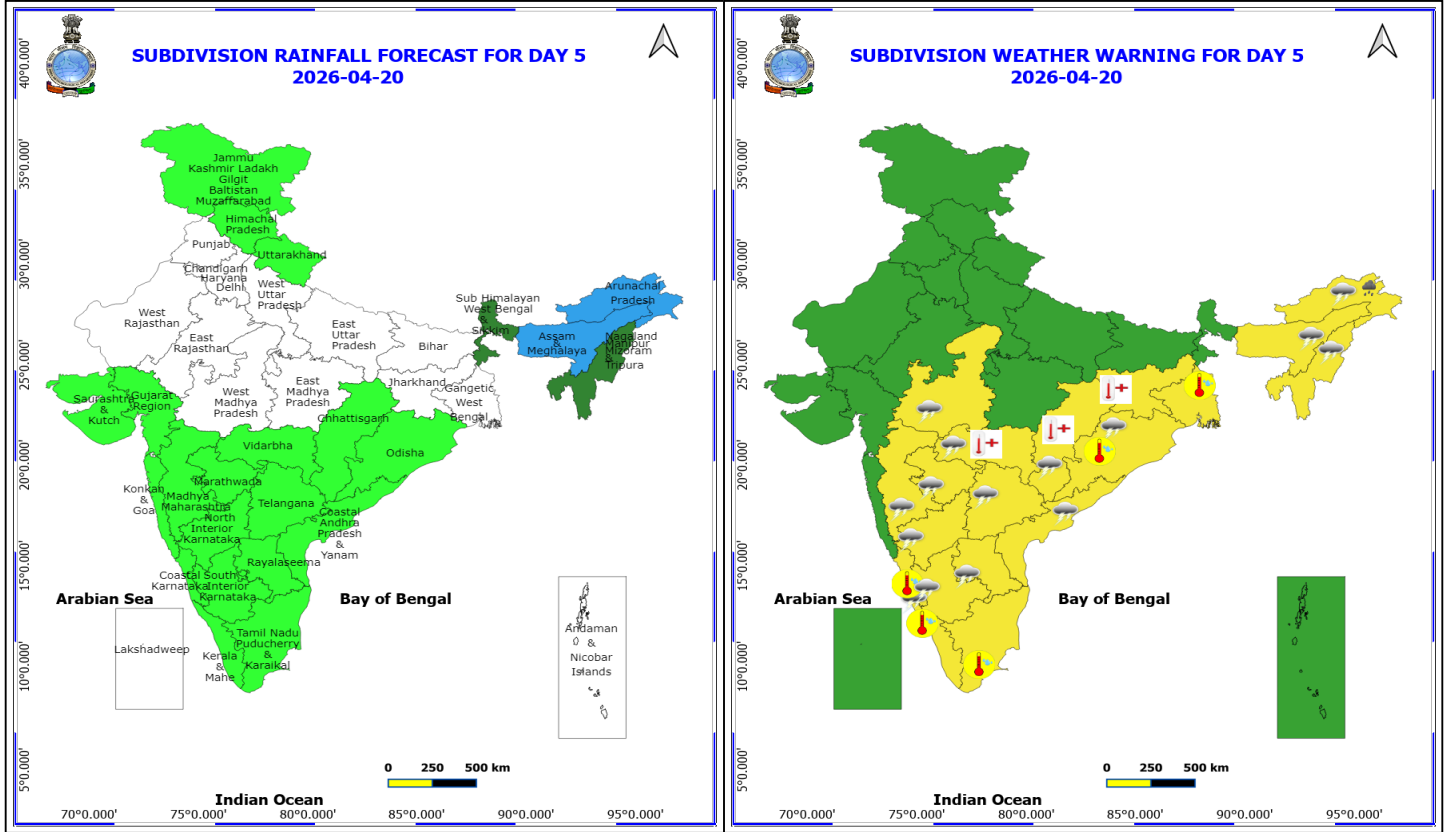 SUBDIVISION RAINFALL FORECAST FOR DAY 5
2026-04-20
40°0.000'
35°0.000'
30°0.000'
25°0.000'
20°0.000'
15°0.000'
10°0.000'
5°0.000'
Jammu
Kashmir Ladakh
Gilgit
Baltistan
Muzaffarabad
Himachal
Pradesh
Punjab
Uttarakhand
Chandigarh
Haryana
Delhi
West
Uttar
Pradesh
West
Rajasthan
East
Rajasthan
East
Uttar
Pradesh
Bihar
Sub Himalayan
West Bengal
&
Sikkim
Arunachal
Pradesh
Assam
&
Meghalaya
Nagaland
Manipur
Mizoram
&
Tripura
Saurashtra
&
Kutch
Gujarat
Region
West
Madhya
Pradesh
East
Madhya
Pradesh
Jharkhand
Gangetic
West
Bengal
Chhattisgarh
Vidarbha
Odisha
Konkan
&
Goa
Marathwada
Madhya
Maharashtra
Telangana
North
Interior
Karnataka
Coastal
Andhra
Pradesh
&
Yanam
Rayalaseema
Coastal
Karnataka
South
Interior
Karnataka
Arabian Sea
Bay of Bengal
Lakshadweep
Kerala
&
Mahe
Tamil Nadu
Puducherry
&
Karaikal
Andaman
&
Nicobar
Islands
0 250 500 km
Indian Ocean
70°0.000' 75°0.000' 80°0.000' 85°0.000' 90°0.000' 95°0.000'
SUBDIVISION WEATHER WARNING FOR DAY 5
2026-04-20
40°0.000'
35°0.000'
30°0.000'
25°0.000'
20°0.000'
15°0.000'
10°0.000'
5°0.000'
Arabian Sea
Bay of Bengal
0 250 500 km
Indian Ocean
70°0.000' 75°0.000' 80°0.000' 85°0.000' 90°0.000' 95°0.000'